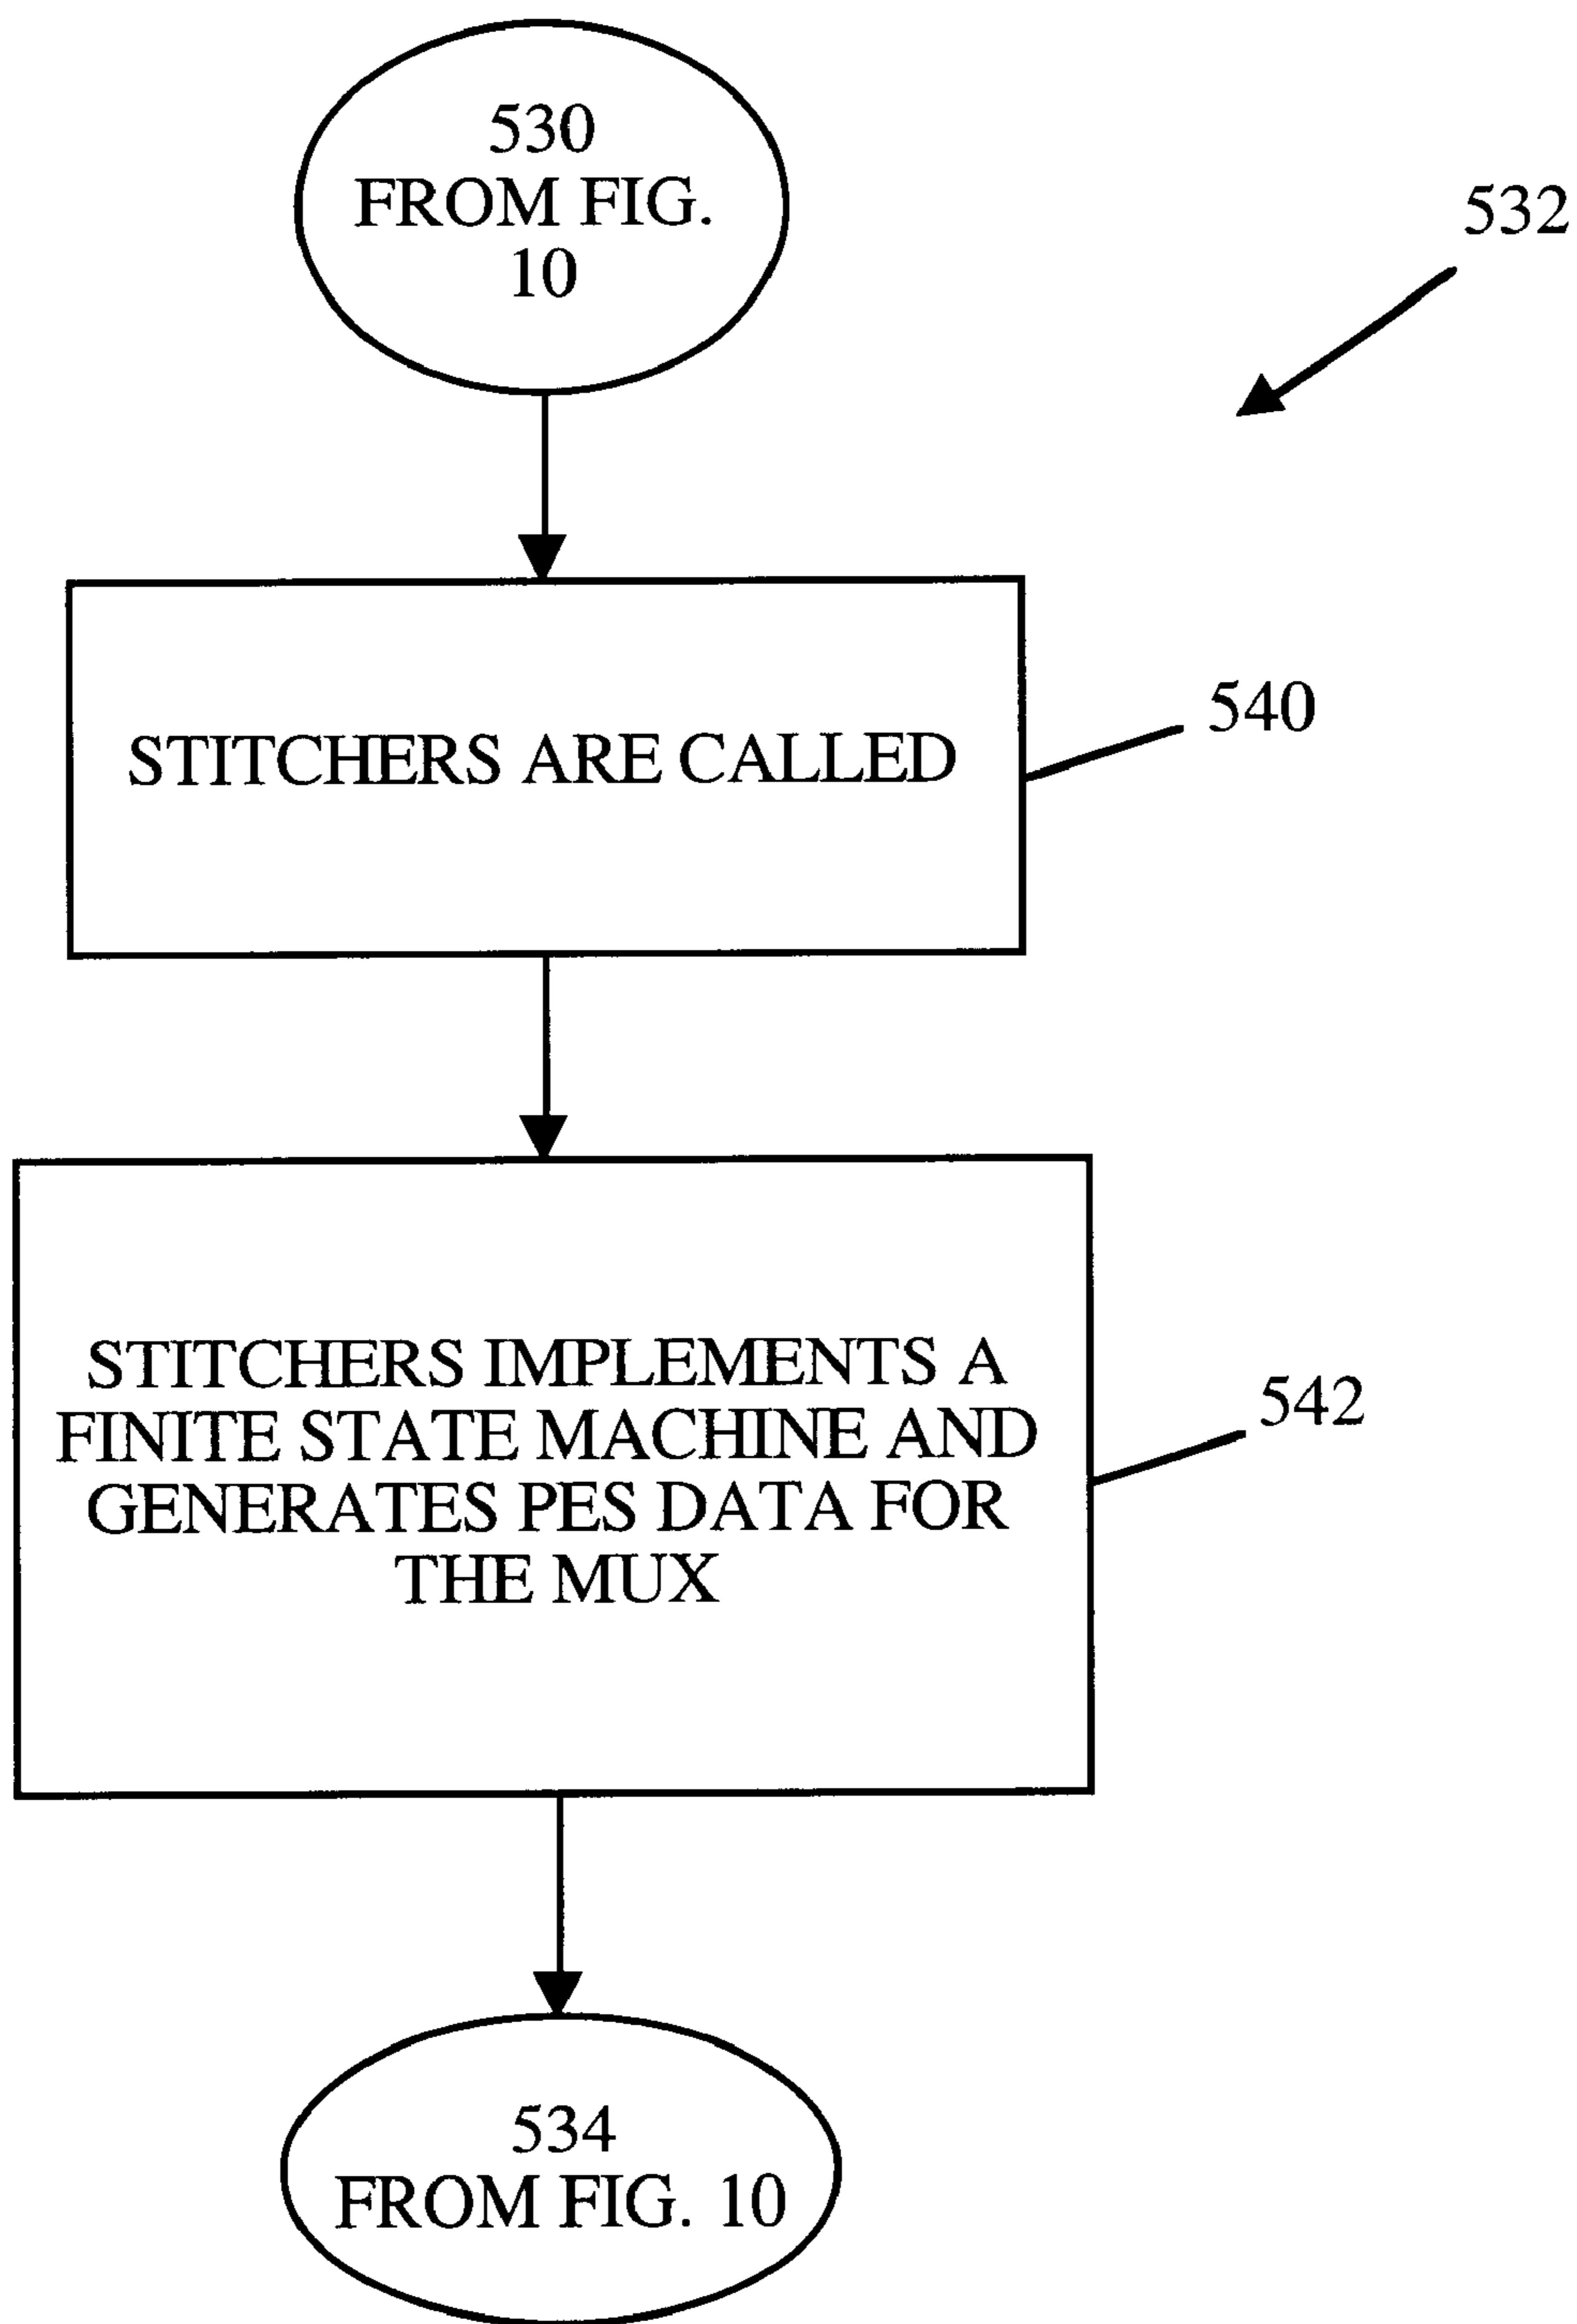 530
FROM FIG.
10
532
STITCHERS ARE CALLED
540
STITCHERS IMPLEMENTS A
FINITE STATE MACHINE AND
GENERATES PES DATA FOR
THE MUX
542
534
FROM FIG. 10